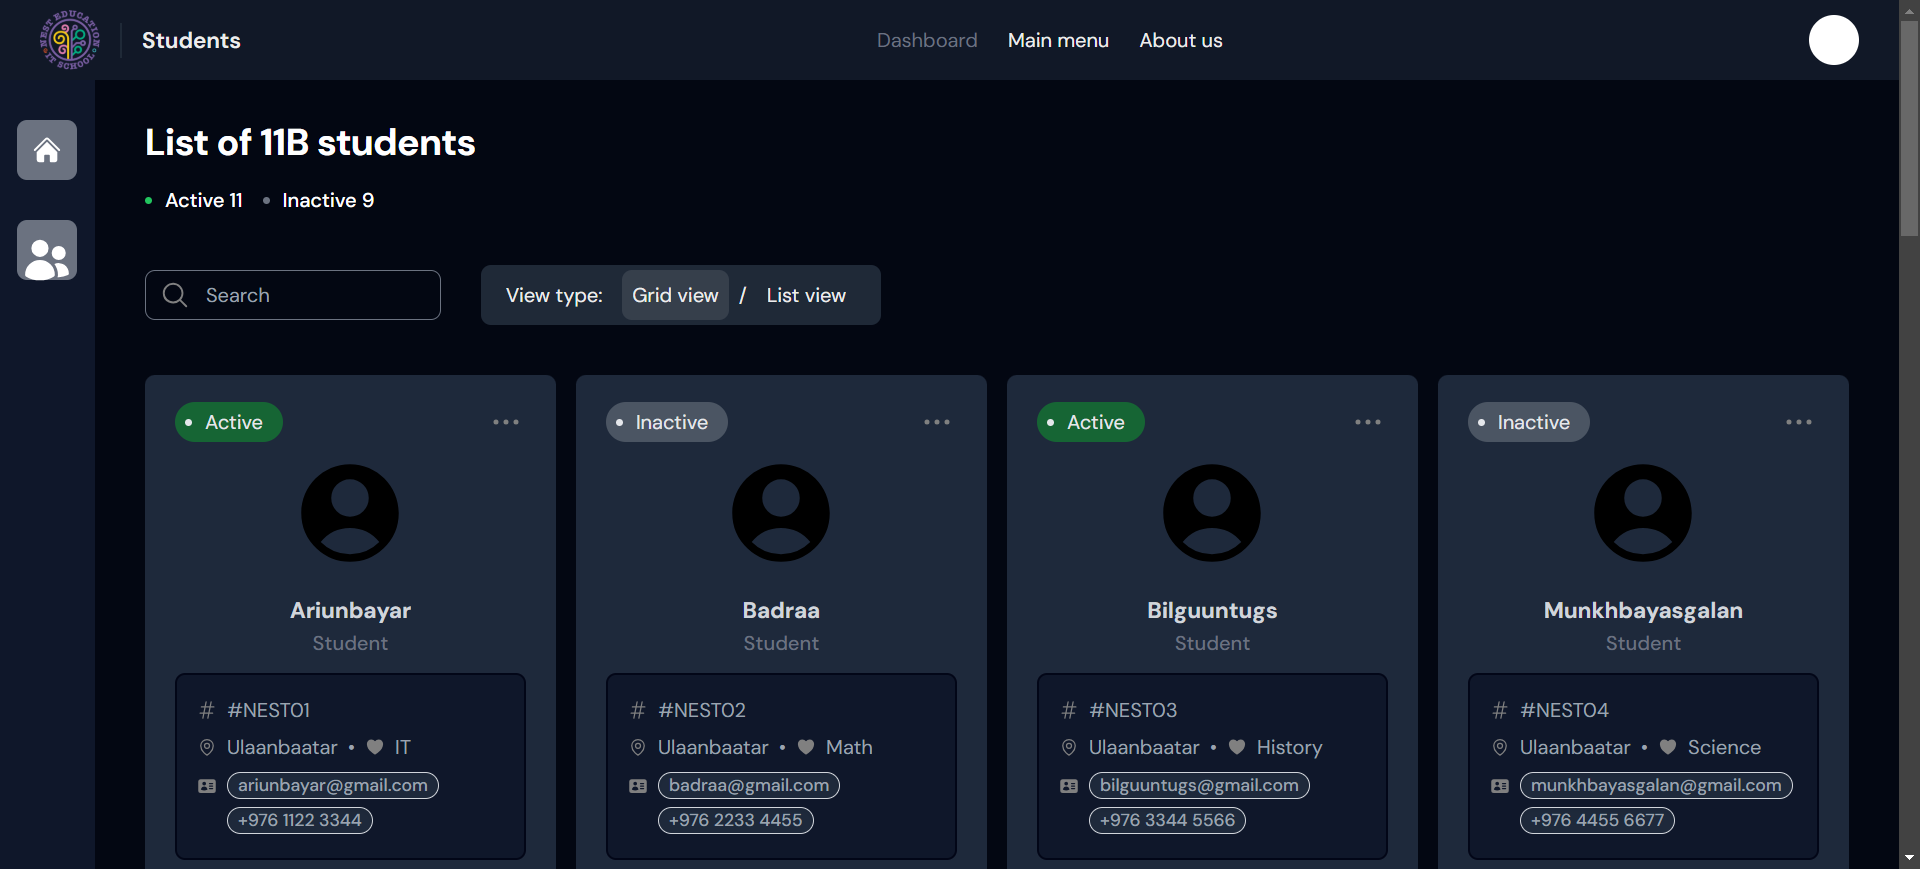 NEST EDUCATION
IT SCHOOL
Students
Dashboard Main menu About us
List of 11B students
Active 11 Inactive 9
Search
View type: Grid view / List view
Active
Ariunbayar
Student
# #NEST01
Ulaanbaatar • IT
ariunbayar@gmail.com
+976 1122 3344
Inactive
Badraa
Student
# #NEST02
Ulaanbaatar • Math
badraa@gmail.com
+976 2233 4455
Active
Bilguuntugs
Student
# #NEST03
Ulaanbaatar • History
bilguuntugs@gmail.com
+976 3344 5566
Inactive
Munkhbayasgalan
Student
# #NEST04
Ulaanbaatar • Science
munkhbayasgalan@gmail.com
+976 4455 6677